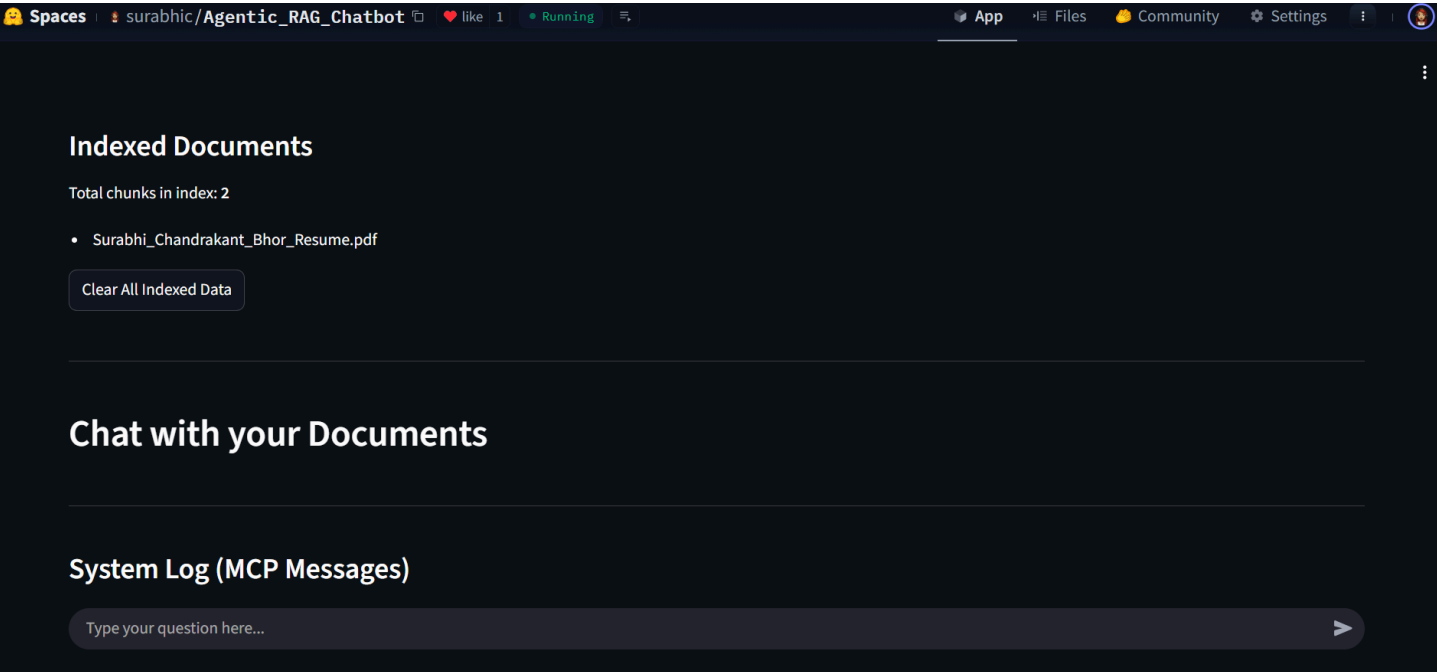 Spaces surabhic/Agentic_RAG_Chatbot like 1 Running App Files Community Settings
Indexed Documents
Total chunks in index: 2
• Surabhi_Chandrakant_Bhor_Resume.pdf
Clear All Indexed Data
Chat with your Documents
System Log (MCP Messages)
Type your question here...